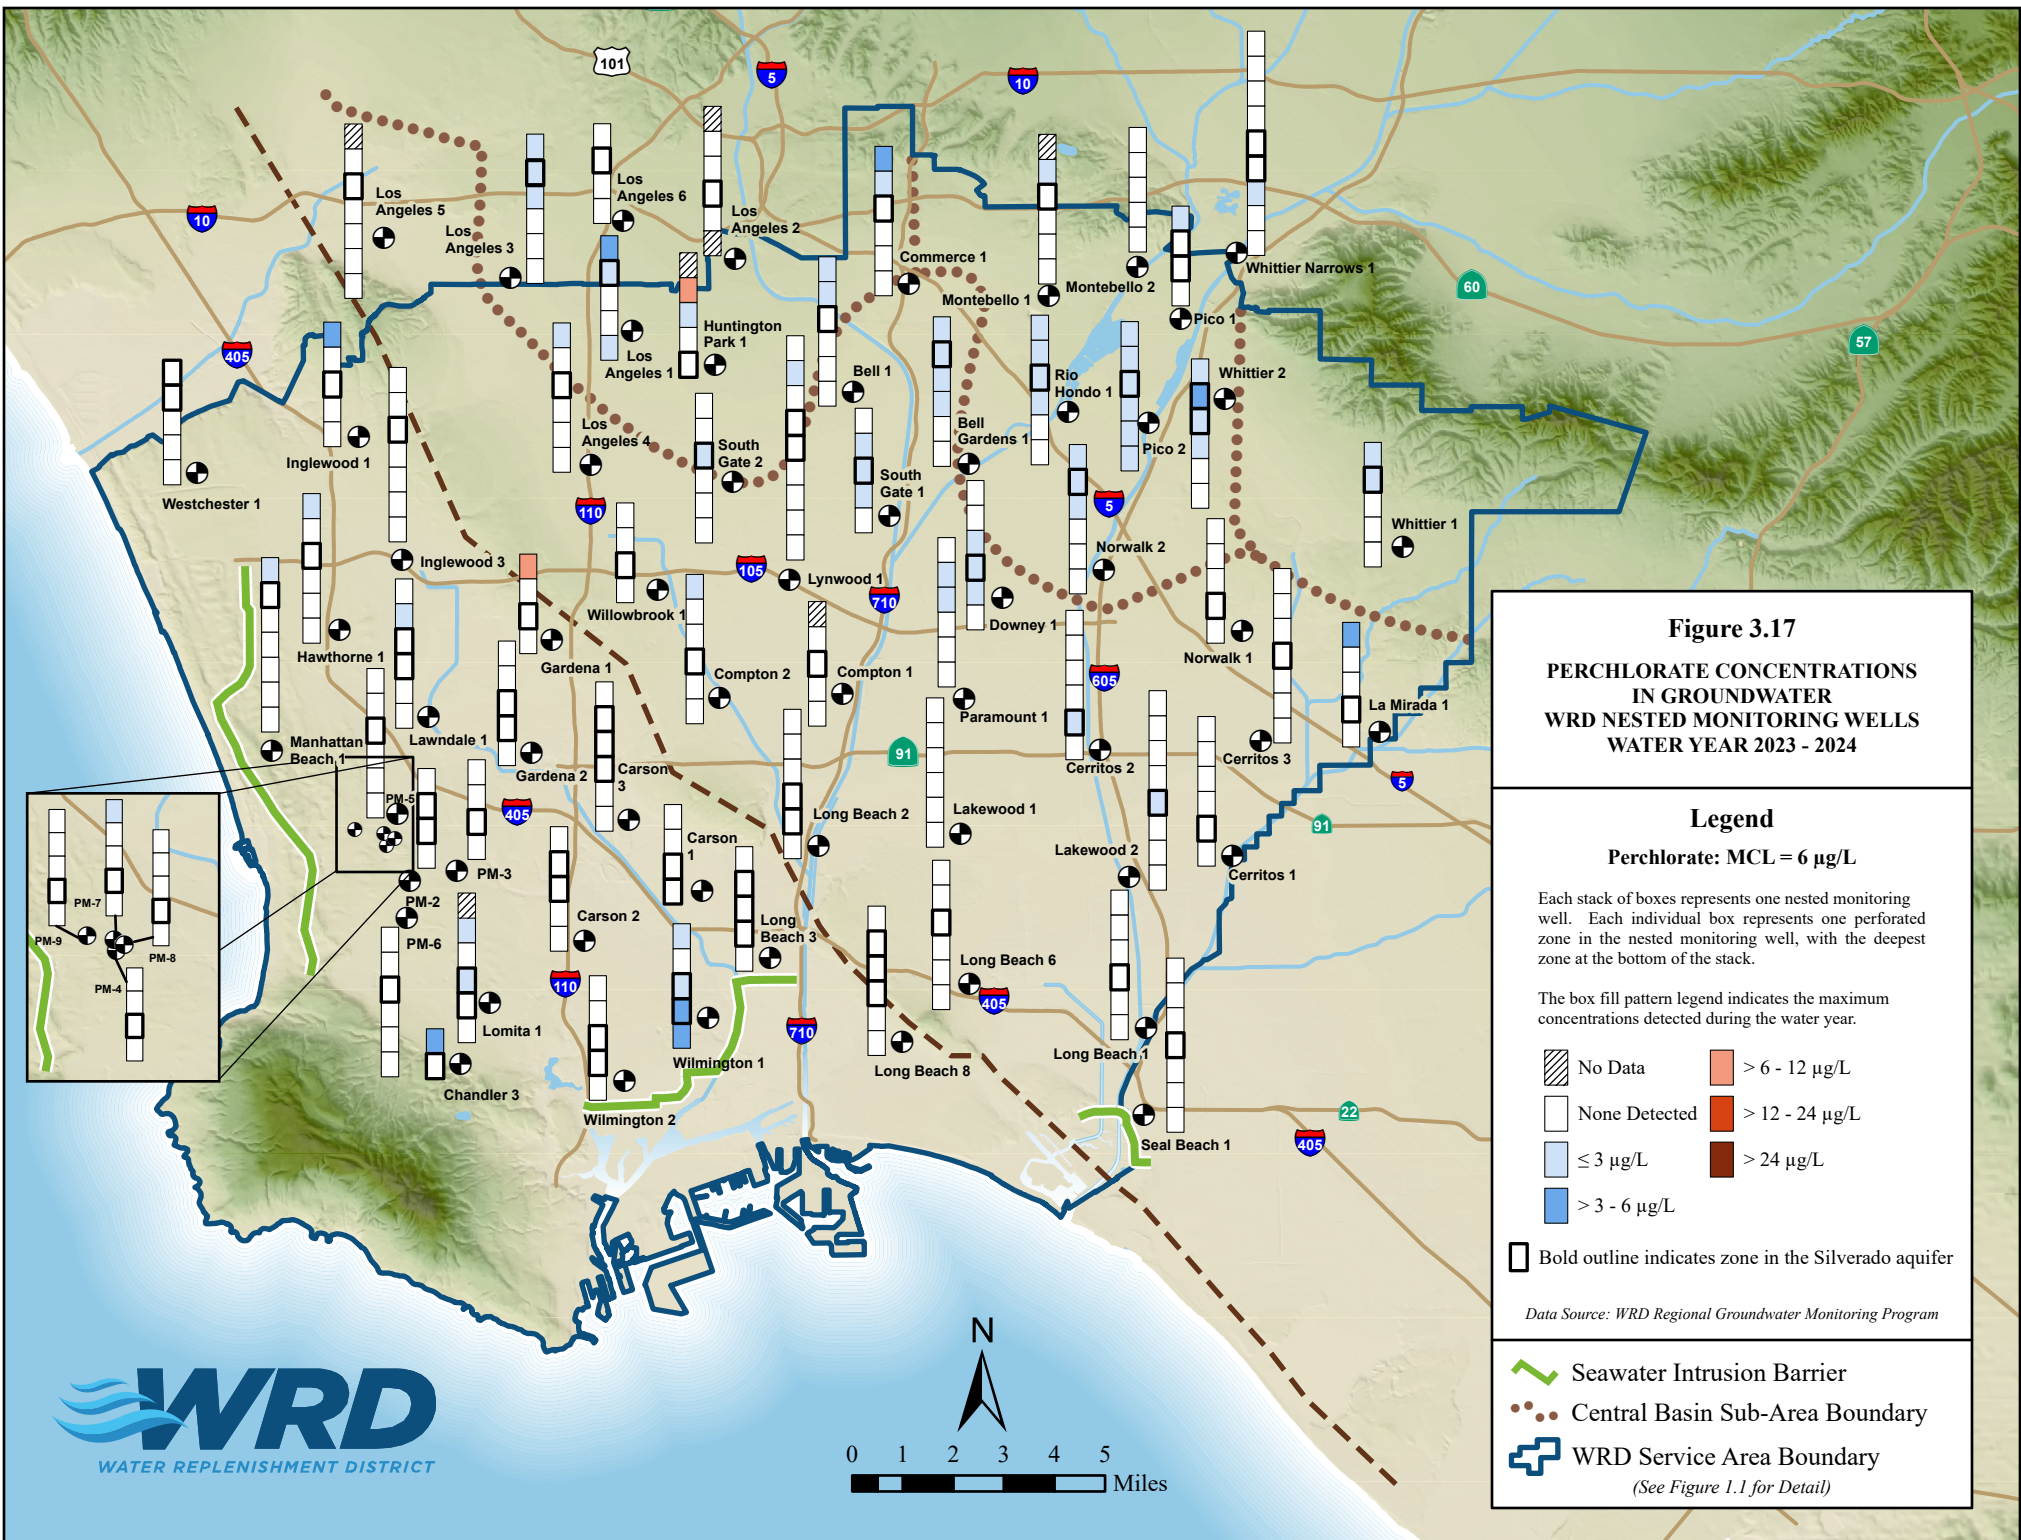 101
5
10
Los
Angeles 5
Los
Angeles 6
Los
Angeles 2
10
Los
Angeles 3
Commerce 1
Whittier Narrows 1
Montebello 2
Montebello 1
60
Pico 1
Huntington
Park 1
57
405
Los
Angeles 1
Bell 1
Rio
Hondo 1
Whittier 2
Los
Angeles 4
South
Gate 2
Bell
Gardens 1
Pico 2
Inglewood 1
Westchester 1
South
Gate 1
110
5
Whittier 1
Norwalk 2
Inglewood 3
105
Lynwood 1
710
Willowbrook 1
Downey 1
Hawthorne 1
Gardena 1
Norwalk 1
Compton 2
Compton 1
605
Paramount 1
La Mirada 1
Manhattan
Beach 1
Lawndale 1
91
Cerritos 2
Cerritos 3
Gardena 2
Carson
3
5
PM-5
405
Long Beach 2
Lakewood 1
91
Carson
1
Lakewood 2
Cerritos 1
PM-3
PM-2
PM-7
PM-9
PM-8
PM-4
PM-6
Carson 2
Long
Beach 3
Long Beach 6
110
405
Lomita 1
710
Wilmington 1
Long Beach 8
Long Beach 1
Chandler 3
Wilmington 2
22
405
Seal Beach 1
Figure 3.17
PERCHLORATE CONCENTRATIONS
IN GROUNDWATER
WRD NESTED MONITORING WELLS
WATER YEAR 2023 - 2024
Legend
Perchlorate: MCL = 6 µg/L
Each stack of boxes represents one nested monitoring
well. Each individual box represents one perforated
zone in the nested monitoring well, with the deepest
zone at the bottom of the stack.
The box fill pattern legend indicates the maximum
concentrations detected during the water year.
No Data
> 6 - 12 µg/L
None Detected
> 12 - 24 µg/L
≤ 3 µg/L
> 24 µg/L
> 3 - 6 µg/L
Bold outline indicates zone in the Silverado aquifer
Data Source: WRD Regional Groundwater Monitoring Program
Seawater Intrusion Barrier
Central Basin Sub-Area Boundary
WRD Service Area Boundary
(See Figure 1.1 for Detail)
N
0 1 2 3 4 5
Miles
WRD
WATER REPLENISHMENT DISTRICT